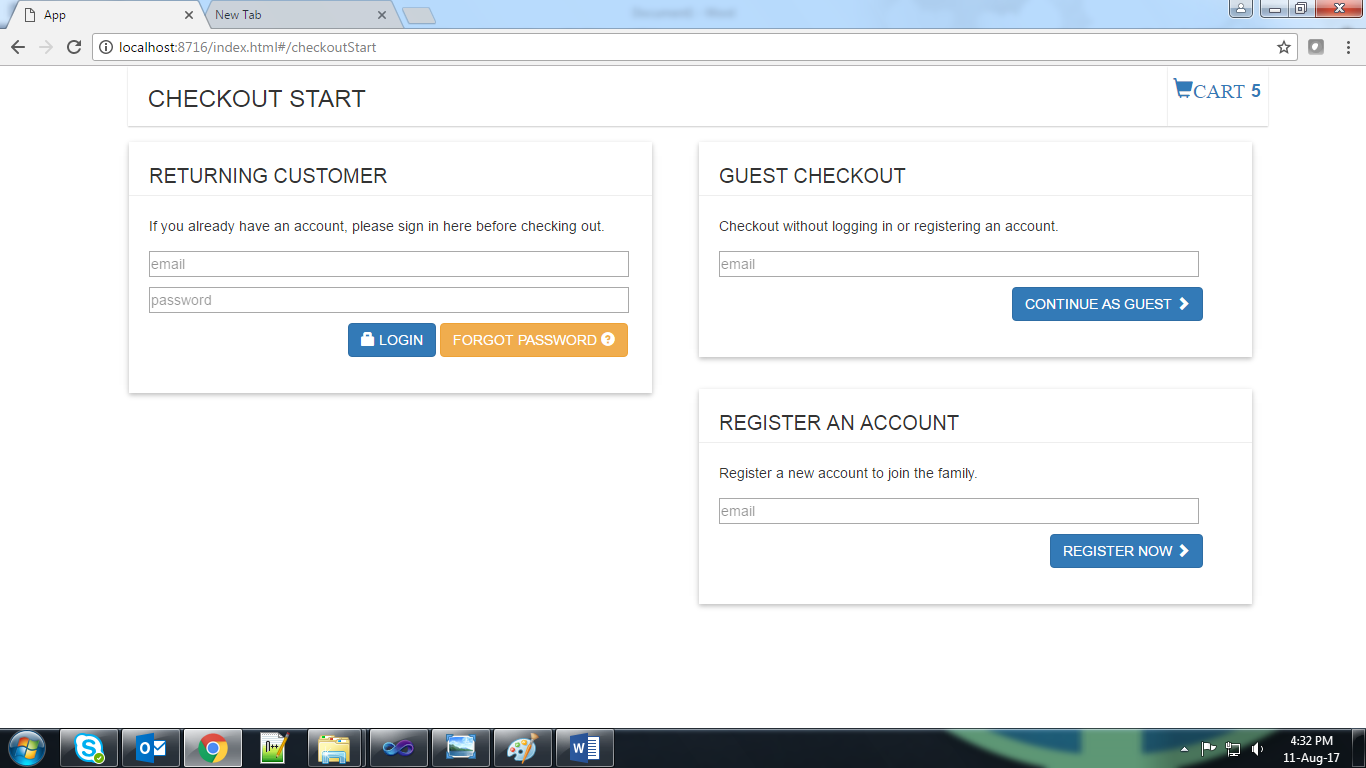 App
New Tab
localhost:8716/index.html#/checkoutStart
CHECKOUT START
CART 5
RETURNING CUSTOMER
If you already have an account, please sign in here before checking out.
email
password
LOGIN
FORGOT PASSWORD ?
GUEST CHECKOUT
Checkout without logging in or registering an account.
email
CONTINUE AS GUEST
REGISTER AN ACCOUNT
Register a new account to join the family.
email
REGISTER NOW
4:32 PM
11-Aug-17